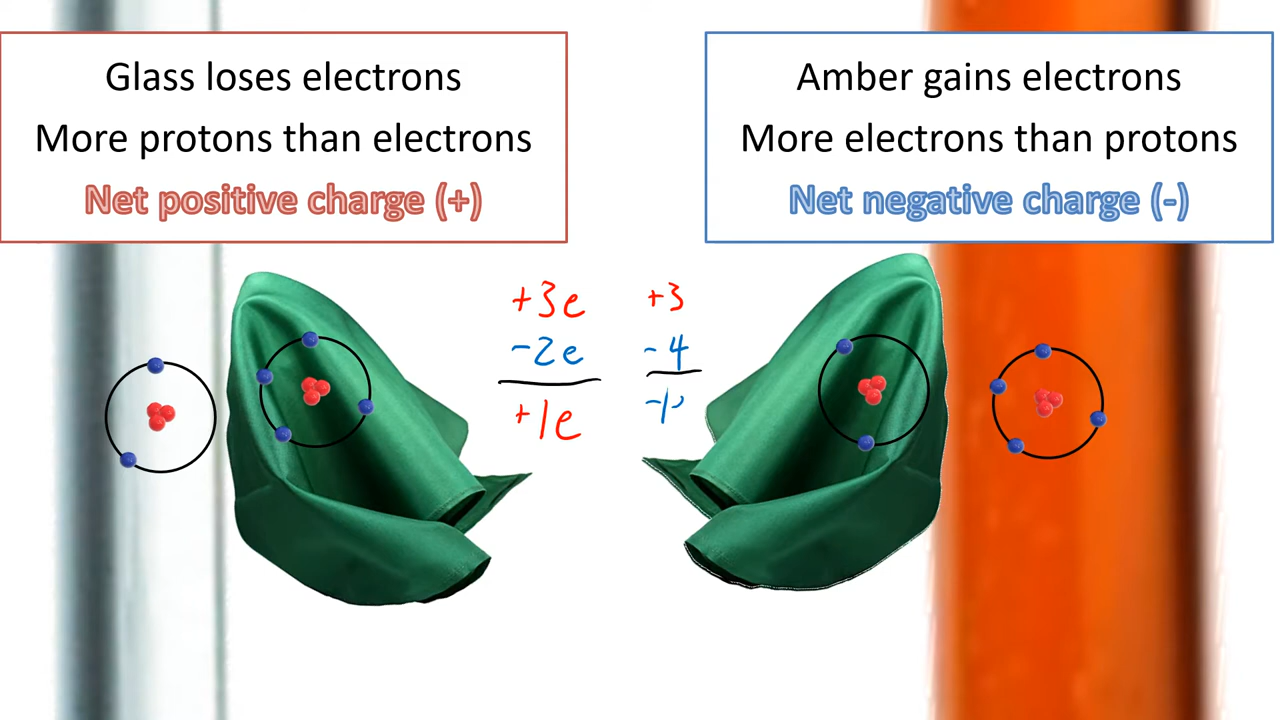 Glass loses electrons
More protons than electrons
Net positive charge (+)
Amber gains electrons
More electrons than protons
Net negative charge (-)
+3e
-2e
+1e
+3
-4